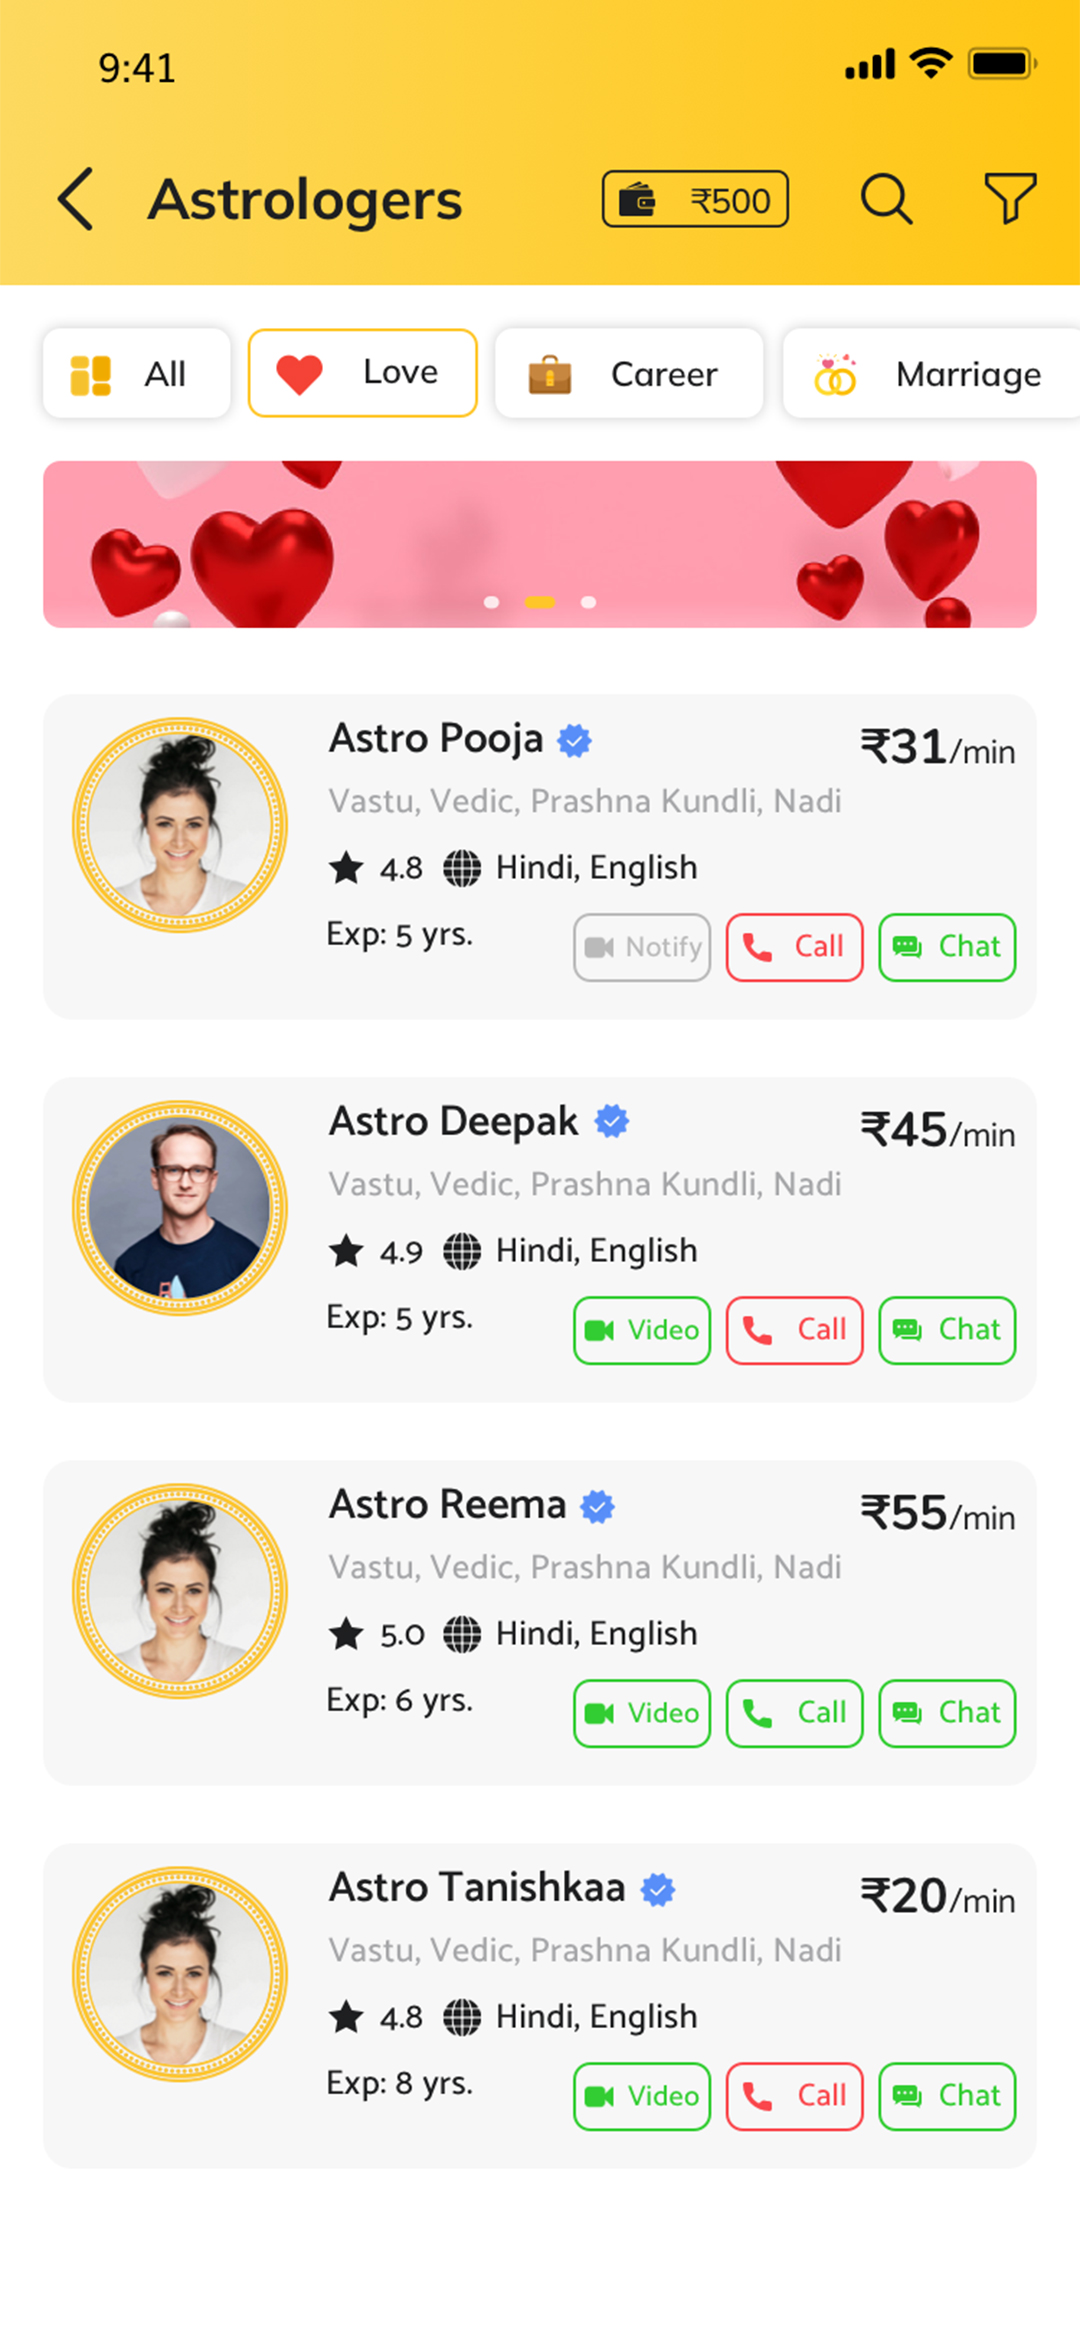 9:41
Astrologers ₹500
All Love Career Marriage
Astro Pooja ₹31/min
Vastu, Vedic, Prashna Kundli, Nadi
4.8 Hindi, English
Exp: 5 yrs. Notify Call Chat
Astro Deepak ₹45/min
Vastu, Vedic, Prashna Kundli, Nadi
4.9 Hindi, English
Exp: 5 yrs. Video Call Chat
Astro Reema ₹55/min
Vastu, Vedic, Prashna Kundli, Nadi
5.0 Hindi, English
Exp: 6 yrs. Video Call Chat
Astro Tanishkaa ₹20/min
Vastu, Vedic, Prashna Kundli, Nadi
4.8 Hindi, English
Exp: 8 yrs. Video Call Chat